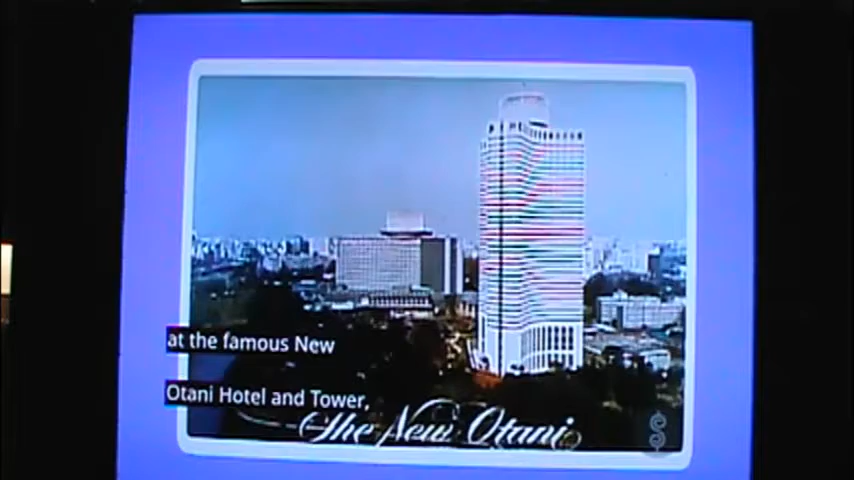 at the famous New
Otani Hotel and Tower,
The New Otani
$